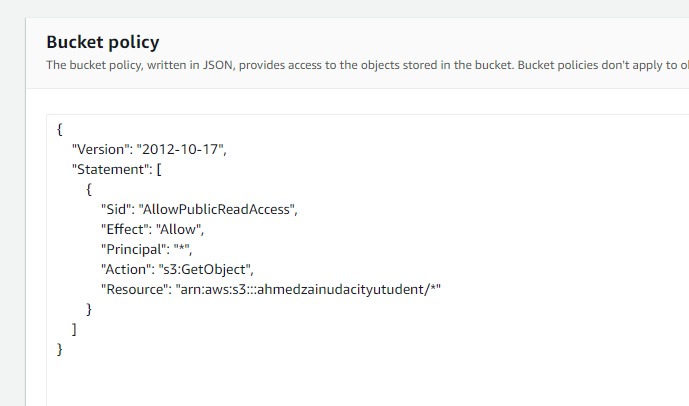 Bucket policy
The bucket policy, written in JSON, provides access to the objects stored in the bucket. Bucket policies don't apply to
{
"Version": "2012-10-17",
"Statement": [
{
"Sid": "AllowPublicReadAccess",
"Effect": "Allow",
"Principal": "*",
"Action": "s3:GetObject",
"Resource": "arn:aws:s3:::ahmedzainudacityutudent/*"
}
]
}